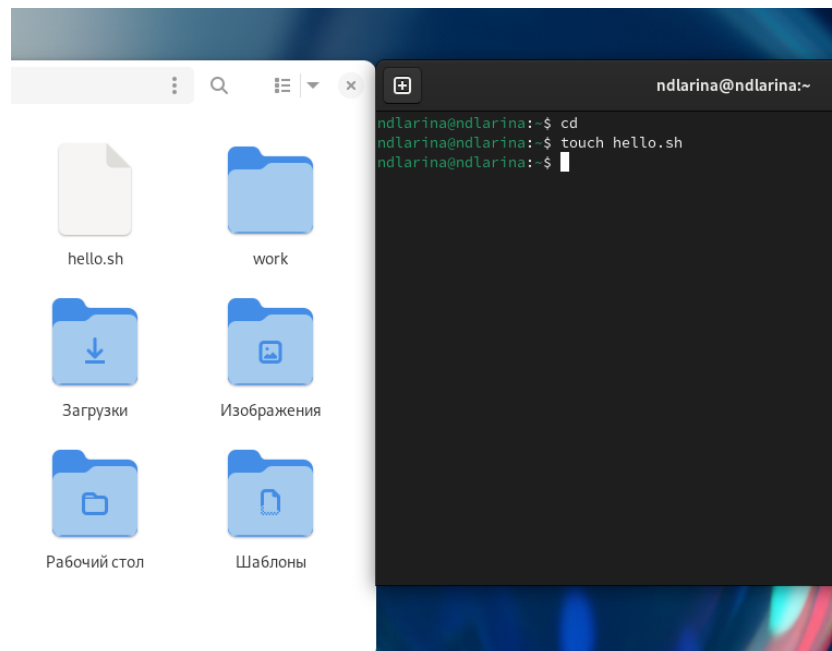 hello.sh
work
Загрузки
Изображения
Рабочий стол
Шаблоны
ndlarina@ndlarina:~
ndlarina@ndlarina:~$ cd
ndlarina@ndlarina:~$ touch hello.sh
ndlarina@ndlarina:~$